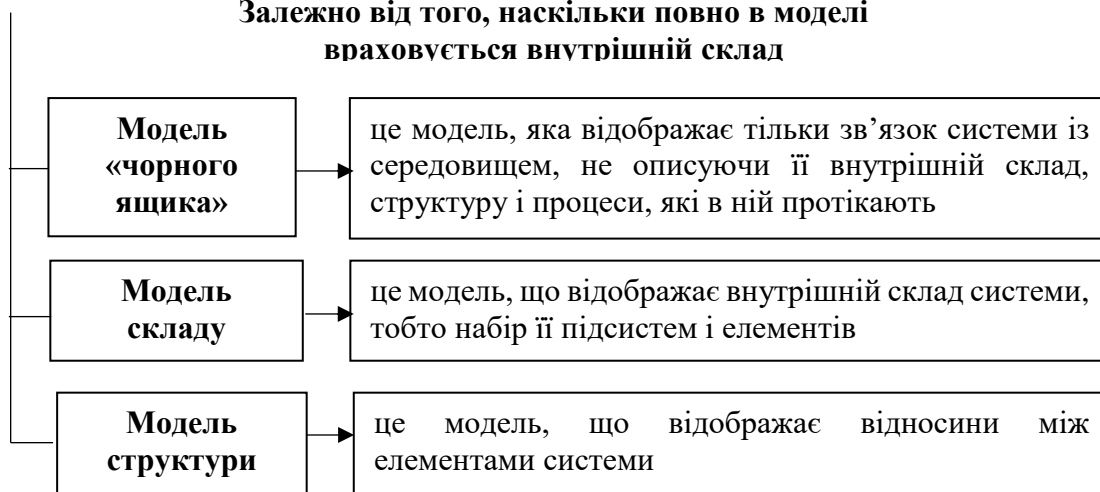 Залежно від того, наскільки повно в моделі
враховується внутрішній склад
Модель
«чорного
ящика»
це модель, яка відображає тільки зв’язок системи із
середовищем, не описуючи її внутрішній склад,
структуру і процеси, які в ній протікають
Модель
складу
це модель, що відображає внутрішній склад системи,
тобто набір її підсистем і елементів
Модель
структури
це модель, що відображає відносини між
елементами системи